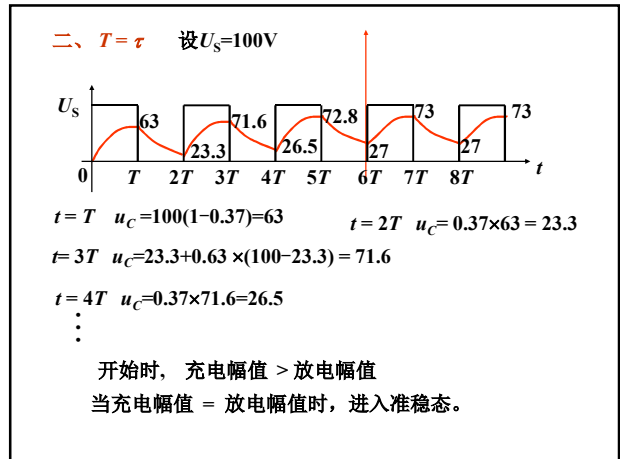 二、 T = τ 设US=100V
US
63 71.6 72.8 73 73
23.3 26.5 27 27
0 T 2T 3T 4T 5T 6T 7T 8T t
t = T uC =100(1−0.37)=63
t = 2T uC= 0.37×63 = 23.3
t= 3T uC=23.3+0.63 ×(100−23.3) = 71.6
t = 4T uC=0.37×71.6=26.5
⋮
开始时, 充电幅值 > 放电幅值
当充电幅值 = 放电幅值时，进入准稳态。